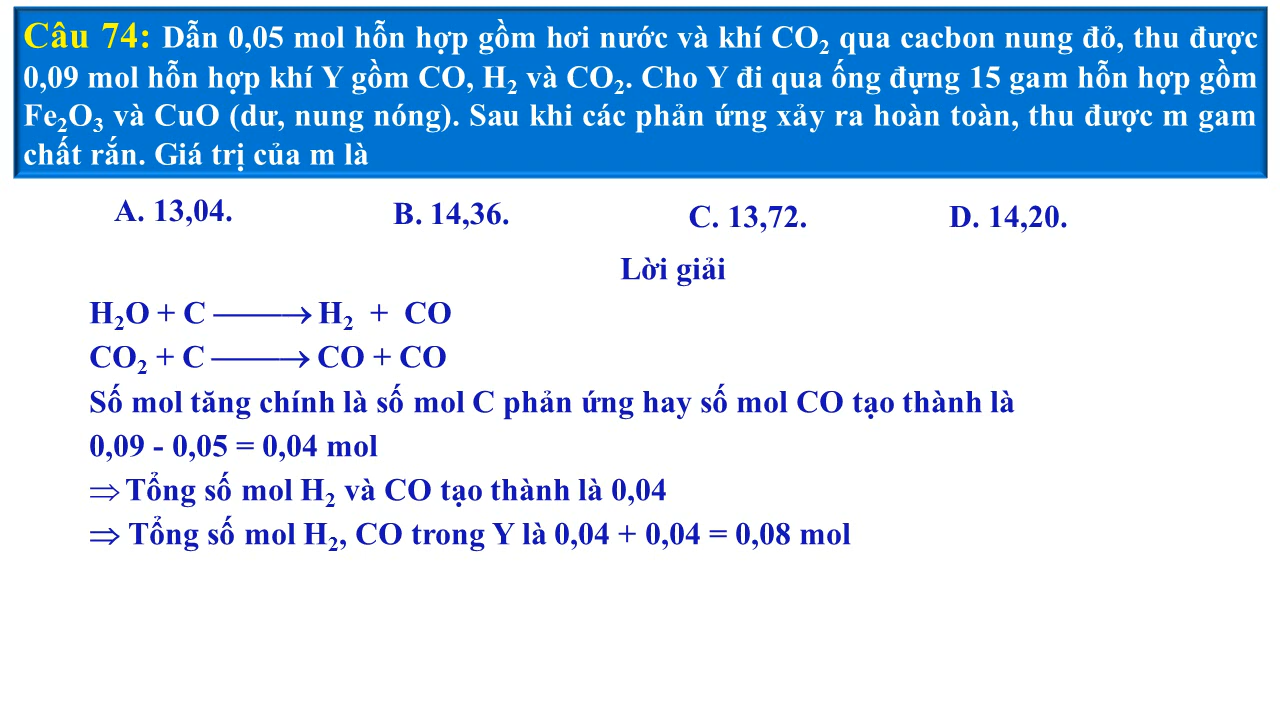 Câu 74: Dẫn 0,05 mol hỗn hợp gồm hơi nước và khí CO₂ qua cacbon nung đỏ, thu được
0,09 mol hỗn hợp khí Y gồm CO, H₂ và CO₂. Cho Y đi qua ống đựng 15 gam hỗn hợp gồm
Fe₂O₃ và CuO (dư, nung nóng). Sau khi các phản ứng xảy ra hoàn toàn, thu được m gam
chất rắn. Giá trị của m là
A. 13,04. B. 14,36. C. 13,72. D. 14,20.
Lời giải
H₂O + C ⟶ H₂ + CO
CO₂ + C ⟶ CO + CO
Số mol tăng chính là số mol C phản ứng hay số mol CO tạo thành là
0,09 - 0,05 = 0,04 mol
⇒ Tổng số mol H₂ và CO tạo thành là 0,04
⇒ Tổng số mol H₂, CO trong Y là 0,04 + 0,04 = 0,08 mol